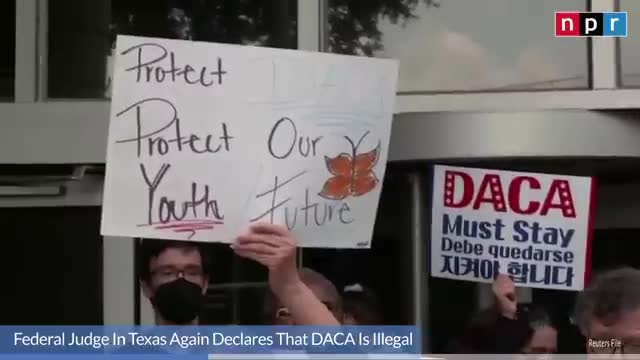 npr
Protect
Protect
Youth
Our
Future
DACA
Must Stay
Debe quedarse
지켜야 합니다
Reuters File
Federal Judge In Texas Again Declares That DACA Is Illegal